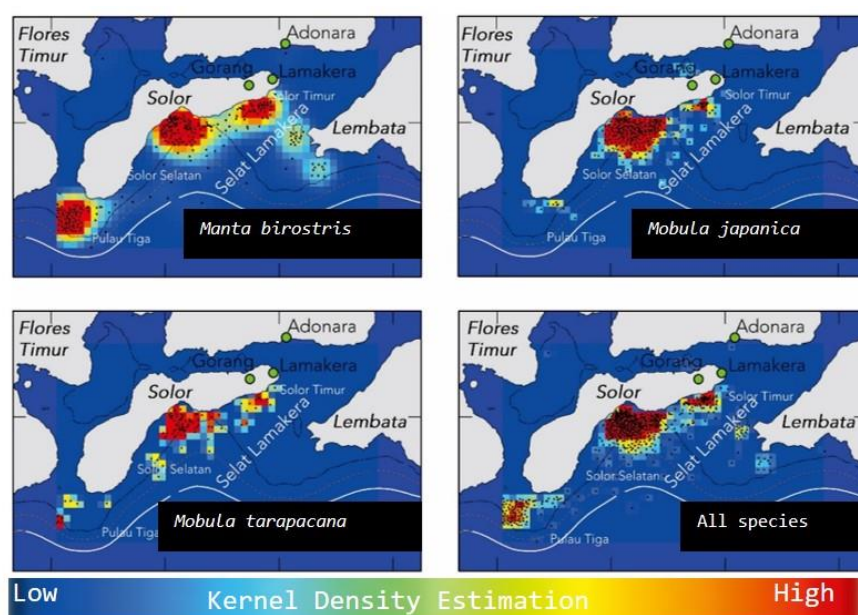 Flores
Timur
Adonara
Gorang
Lamakera
Solor
Solor Timur
Lembata
Selat Lamakera
Solor Selatan
Pulau Tiga
Manta birostris
Flores
Timur
Adonara
Gorang
Lamakera
Solor
Solor Timur
Lembata
Selat Lamakera
Solor Selatan
Pulau Tiga
Mobula japanica
Flores
Timur
Adonara
Gorang
Lamakera
Solor
Solor Timur
Lembata
Selat Lamakera
Solor Selatan
Pulau Tiga
Mobula tarapacana
Flores
Timur
Adonara
Gorang
Lamakera
Solor
Solor Timur
Lembata
Selat Lamakera
Solor Selatan
Pulau Tiga
All species
Low Kernel Density Estimation High